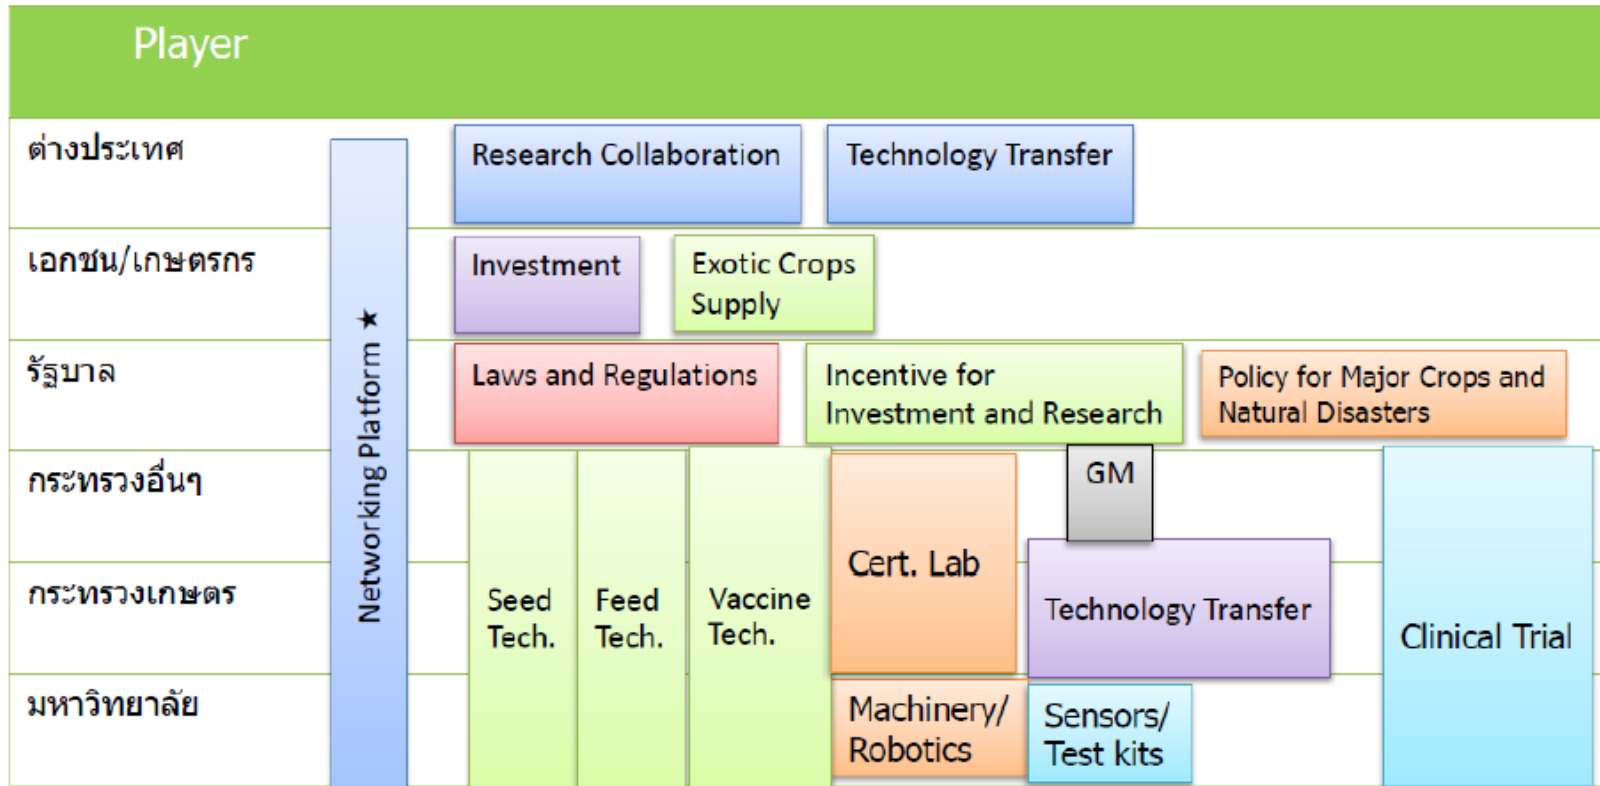 Player
ต่างประเทศ
Research Collaboration
Technology Transfer
เอกชน/เกษตรกร
Investment
Exotic Crops
Supply
Networking Platform ★
รัฐบาล
Laws and Regulations
Incentive for
Investment and Research
Policy for Major Crops and
Natural Disasters
กระทรวงอื่นๆ
GM
Cert. Lab
กระทรวงเกษตร
Seed
Tech.
Feed
Tech.
Vaccine
Tech.
Technology Transfer
Clinical Trial
มหาวิทยาลัย
Machinery/
Robotics
Sensors/
Test kits